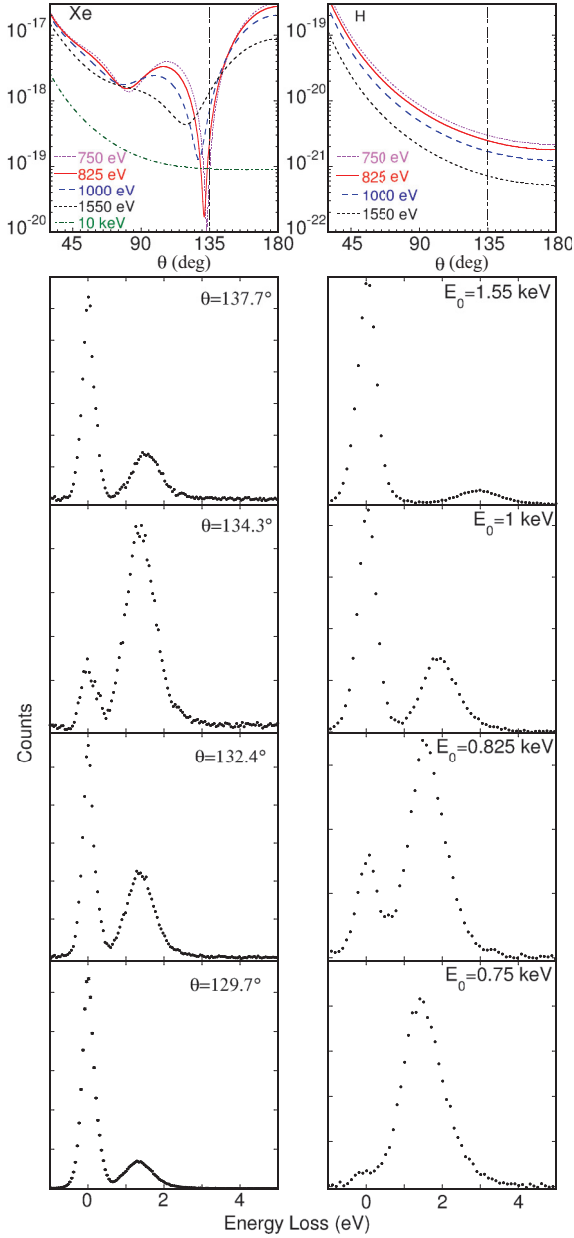 Xe
10-17
10-18
10-19
10-20
750 eV
825 eV
1000 eV
1550 eV
10 keV
45 90 135 180
θ (deg)
H
10-19
10-20
10-21
10-22
750 eV
825 eV
1000 eV
1550 eV
45 90 135 180
θ (deg)
θ=137.7°
E0=1.55 keV
θ=134.3°
E0=1 keV
θ=132.4°
E0=0.825 keV
θ=129.7°
E0=0.75 keV
Counts
0 2 4
0 2 4
Energy Loss (eV)